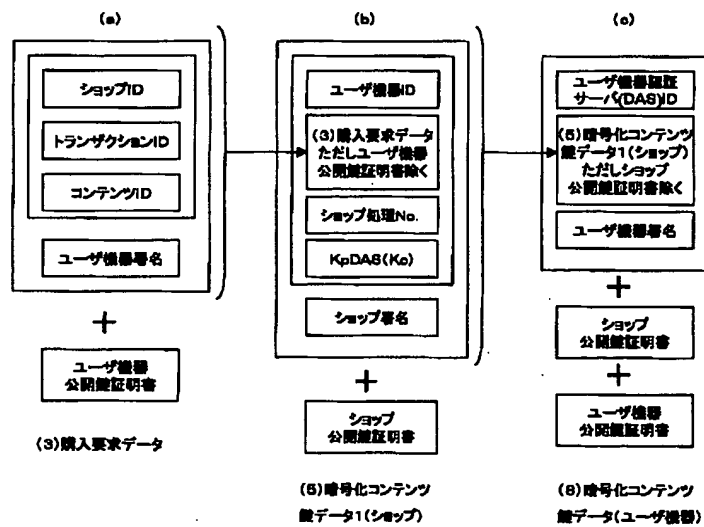 (a)
ショップID
トランザクションID
コンテンツID
ユーザ機器署名
+
ユーザ機器
公開鍵証明書
(3)購入要求データ
(b)
ユーザ機器ID
(3)購入要求データ
ただしユーザ機器
公開鍵証明書除く
ショップ処理No.
KpDAS(Kc)
ショップ署名
+
ショップ
公開鍵証明書
(5)暗号化コンテンツ
鍵データ1(ショップ)
(c)
ユーザ機器認証
サーバ(DAS)ID
(5)暗号化コンテンツ
鍵データ1(ショップ)
ただしショップ
公開鍵証明書除く
ユーザ機器署名
+
ショップ
公開鍵証明書
+
ユーザ機器
公開鍵証明書
(8)暗号化コンテンツ
鍵データ(ユーザ機器)